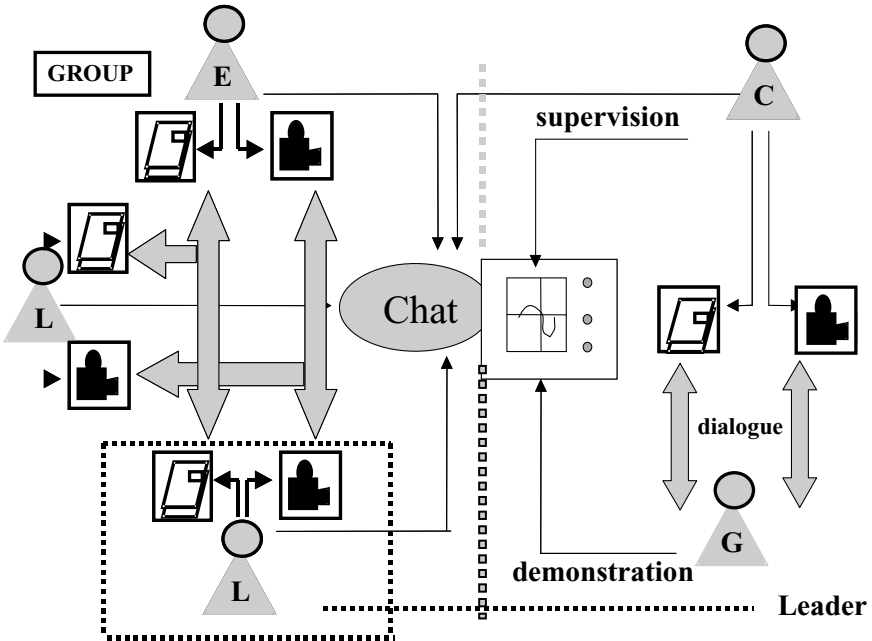 GROUP
E
C
supervision
L
Chat
dialogue
G
demonstration
L
Leader